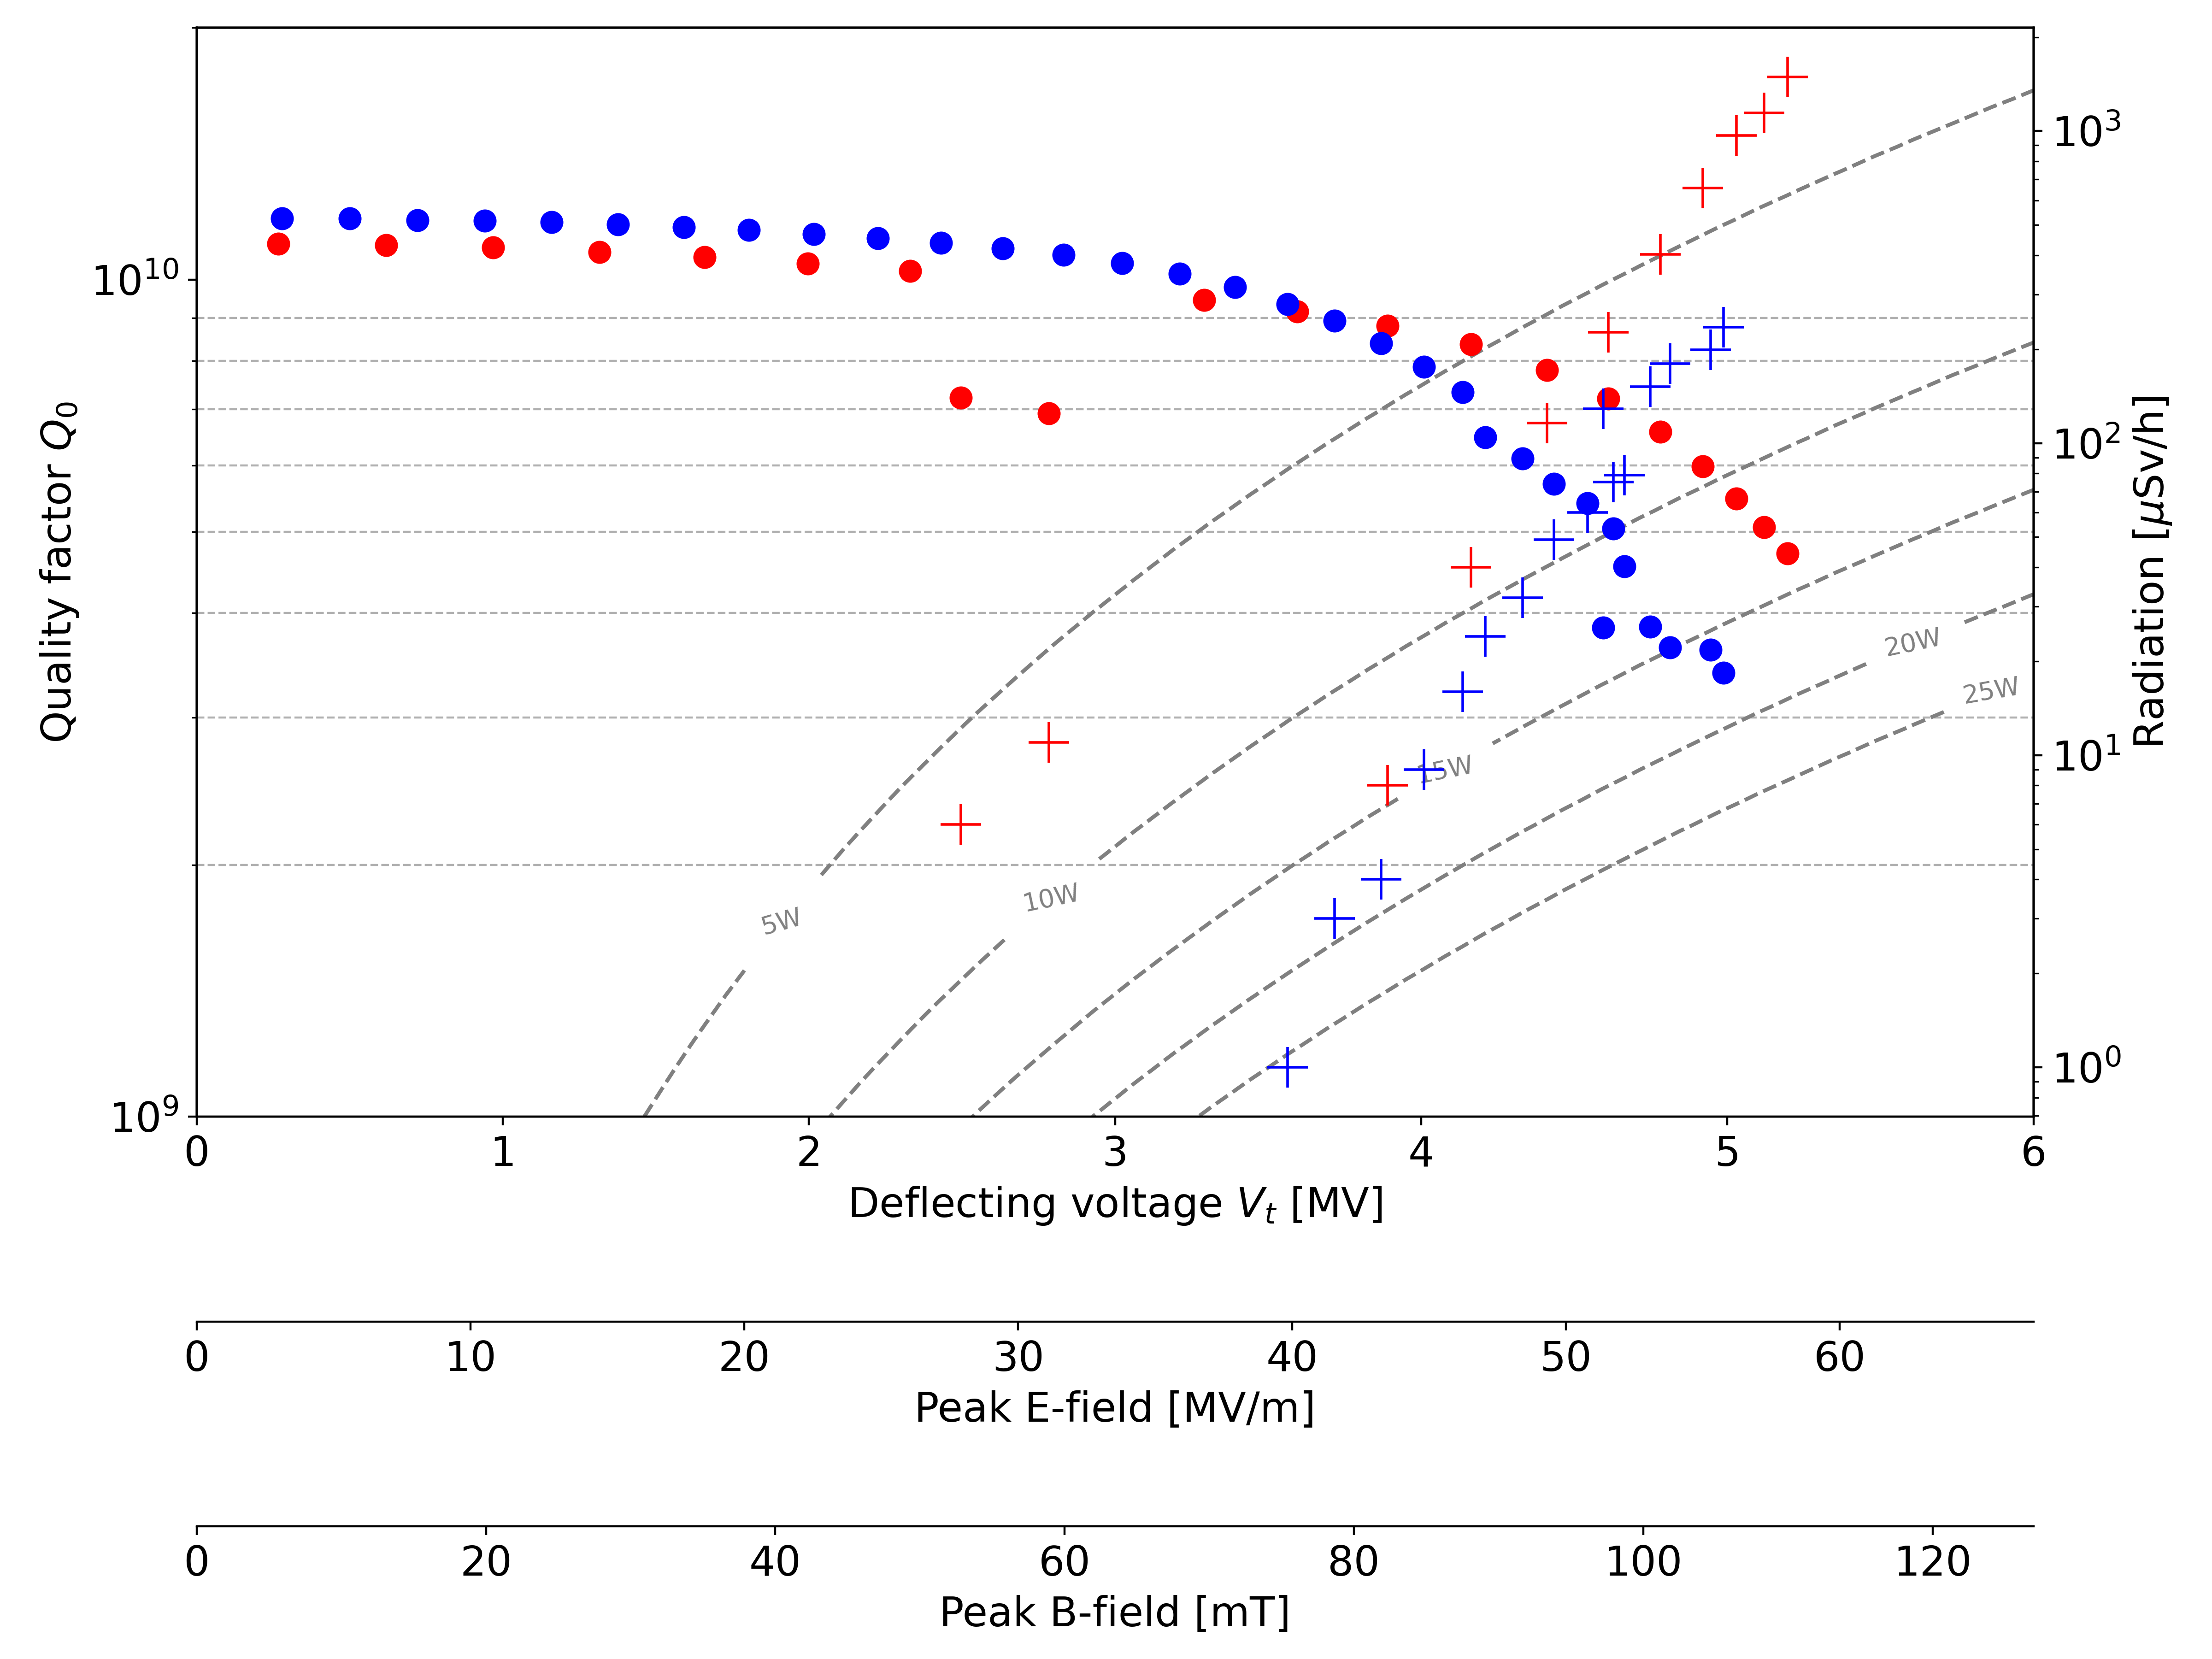 10^10
10^9
Quality factor Q_0
10^3
10^2
10^1
10^0
Radiation [μSv/h]
5W
10W
15W
20W
25W
0 1 2 3 4 5 6
Deflecting voltage V_t [MV]
0 10 20 30 40 50 60
Peak E-field [MV/m]
0 20 40 60 80 100 120
Peak B-field [mT]